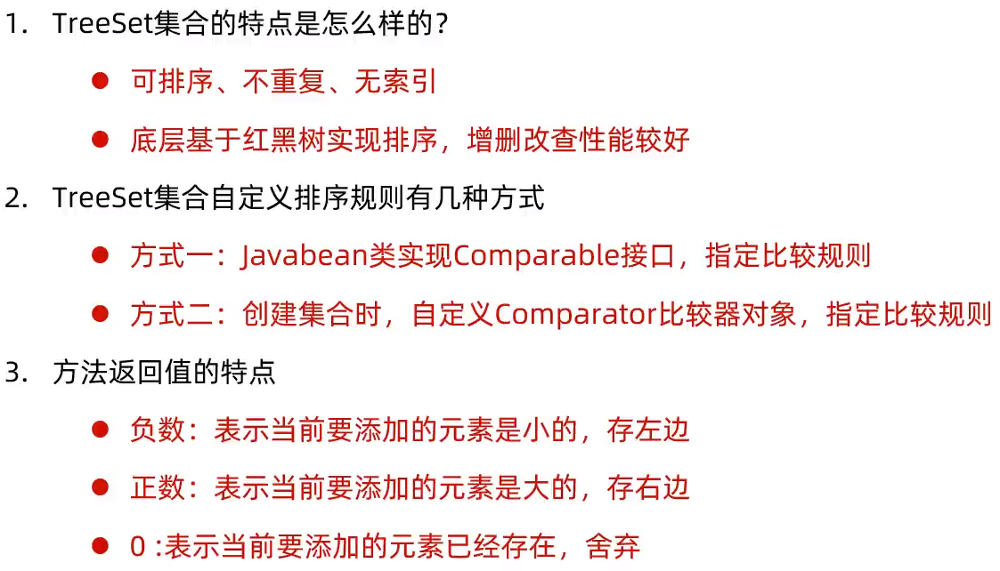 1. TreeSet集合的特点是怎么样的?
● 可排序、不重复、无索引
● 底层基于红黑树实现排序，增删改查性能较好
2. TreeSet集合自定义排序规则有几种方式
● 方式一：Javabean类实现Comparable接口，指定比较规则
● 方式二：创建集合时，自定义Comparator比较器对象，指定比较规则
3. 方法返回值的特点
● 负数：表示当前要添加的元素是小的，存左边
● 正数：表示当前要添加的元素是大的，存右边
● 0 :表示当前要添加的元素已经存在，舍弃